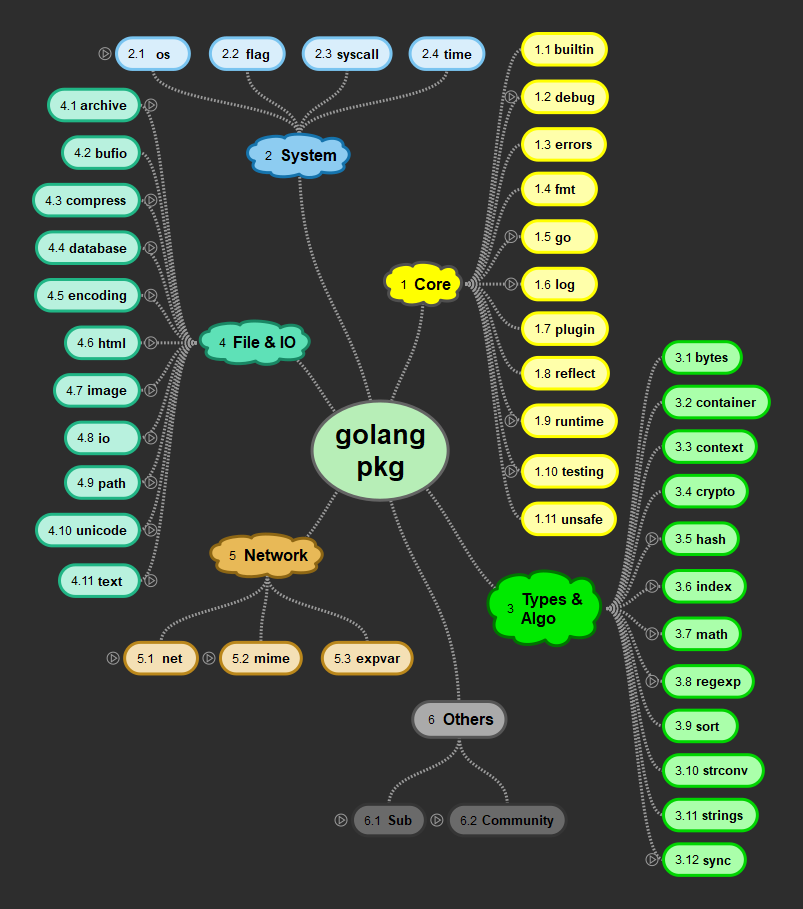 golang
pkg
1 Core
1.1 builtin
1.2 debug
1.3 errors
1.4 fmt
1.5 go
1.6 log
1.7 plugin
1.8 reflect
1.9 runtime
1.10 testing
1.11 unsafe
2 System
2.1 os
2.2 flag
2.3 syscall
2.4 time
3 Types &
Algo
3.1 bytes
3.2 container
3.3 context
3.4 crypto
3.5 hash
3.6 index
3.7 math
3.8 regexp
3.9 sort
3.10 strconv
3.11 strings
3.12 sync
4 File & IO
4.1 archive
4.2 bufio
4.3 compress
4.4 database
4.5 encoding
4.6 html
4.7 image
4.8 io
4.9 path
4.10 unicode
4.11 text
5 Network
5.1 net
5.2 mime
5.3 expvar
6 Others
6.1 Sub
6.2 Community